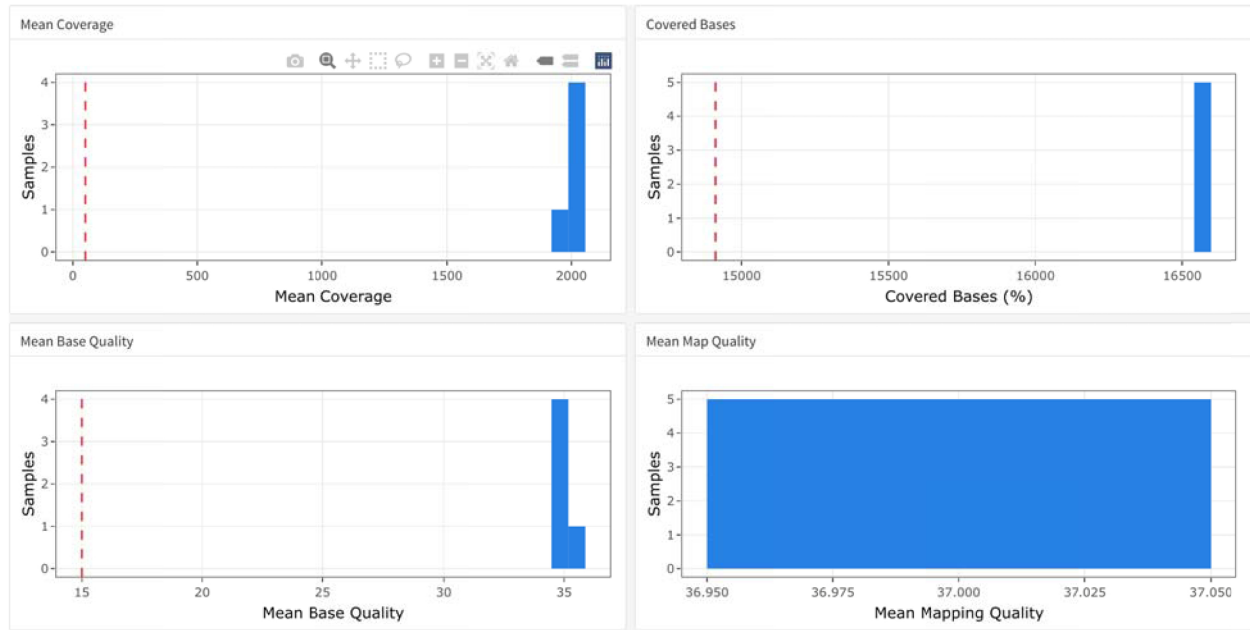 Mean Coverage
4
3
2
1
0
Samples
0 500 1000 1500 2000
Mean Coverage
Covered Bases
5
4
3
2
1
0
Samples
15000 15500 16000 16500
Covered Bases (%)
Mean Base Quality
4
3
2
1
0
Samples
15 20 25 30 35
Mean Base Quality
Mean Map Quality
5
4
3
2
1
0
Samples
36.950 36.975 37.000 37.025 37.050
Mean Mapping Quality